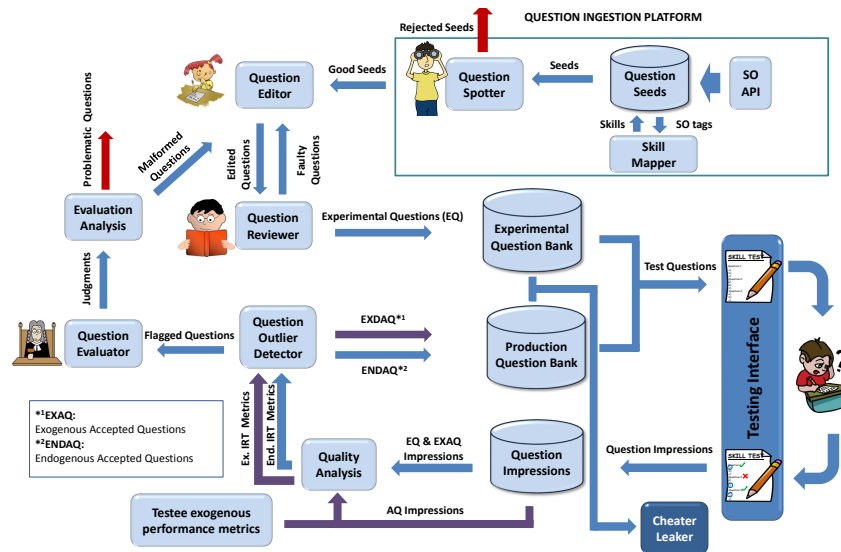 QUESTION INGESTION PLATFORM
Rejected Seeds
Question
Editor
Good Seeds
Question
Spotter
Seeds
Question
Seeds
SO
API
Skills
SO tags
Skill
Mapper
Problematic Questions
Malformed
Questions
Edited
Questions
Faulty
Questions
Evaluation
Analysis
Question
Reviewer
Experimental Questions (EQ)
Experimental
Question Bank
Test Questions
SKILL TEST
Judgments
Question
Evaluator
Flagged Questions
Question
Outlier
Detector
EXDAQ*1
ENDAQ*2
Production
Question Bank
Testing Interface
?
*1EXAQ:
Exogenous Accepted Questions
*2ENDAQ:
Endogenous Accepted Questions
Ex. IRT Metrics
End. IRT Metrics
Quality
Analysis
EQ & EXAQ
Impressions
Question
Impressions
Question Impressions
SKILL TEST
Testee exogenous
performance metrics
AQ Impressions
Cheater
Leaker